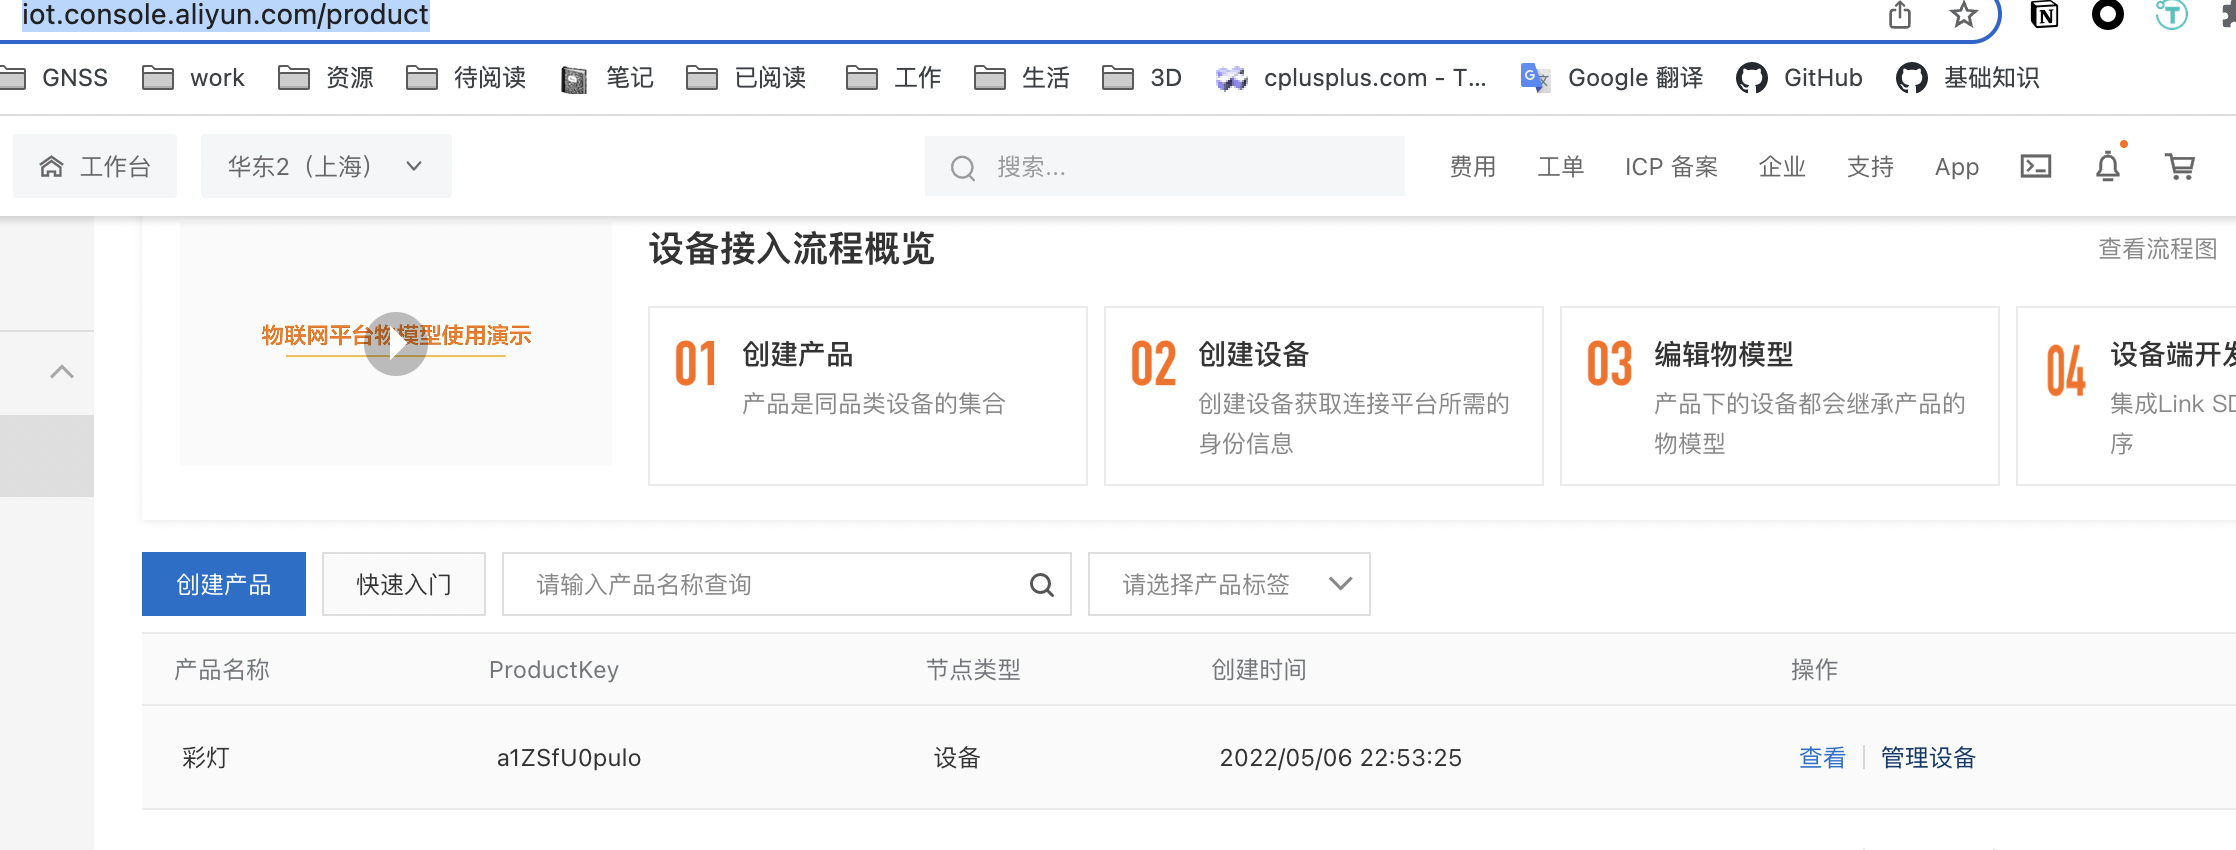 iot.console.aliyun.com/product
GNSS work 资源 待阅读 笔记 已阅读 工作 生活 3D cplusplus.com - T... Google 翻译 GitHub 基础知识
工作台 华东2（上海） 搜索... 费用 工单 ICP 备案 企业 支持 App
设备接入流程概览 查看流程图
物联网平台物模型使用演示
01 创建产品
产品是同品类设备的集合
02 创建设备
创建设备获取连接平台所需的
身份信息
03 编辑物模型
产品下的设备都会继承产品的
物模型
04 设备端开发
集成Link SD
序
创建产品 快速入门 请输入产品名称查询 请选择产品标签
产品名称 ProductKey 节点类型 创建时间 操作
彩灯 a1ZSfU0pulo 设备 2022/05/06 22:53:25 查看 管理设备